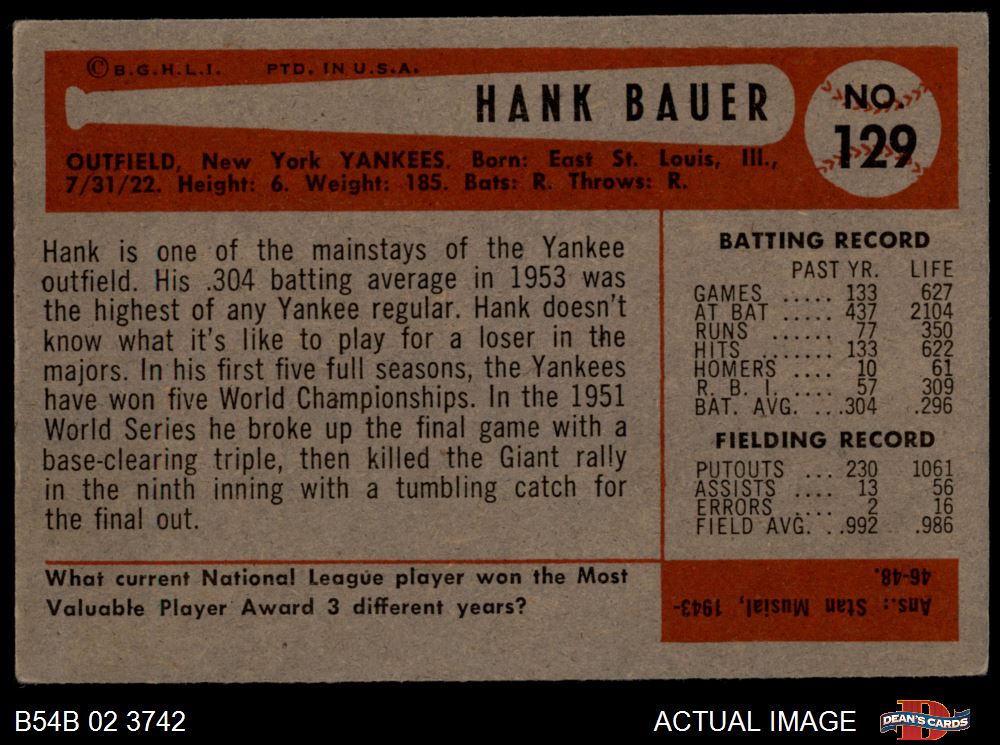 ©B.G.H.L.I. PTD. IN U.S.A.
HANK BAUER
NO.
129
OUTFIELD, New York YANKEES. Born: East St. Louis, Ill.,
7/31/22. Height: 6. Weight: 185. Bats: R. Throws: R.
Hank is one of the mainstays of the Yankee
outfield. His .304 batting average in 1953 was
the highest of any Yankee regular. Hank doesn't
know what it's like to play for a loser in the
majors. In his first five full seasons, the Yankees
have won five World Championships. In the 1951
World Series he broke up the final game with a
base-clearing triple, then killed the Giant rally
in the ninth inning with a tumbling catch for
the final out.
BATTING RECORD
PAST YR. LIFE
GAMES ..... 133 627
AT BAT ..... 437 2104
RUNS ...... 77 350
HITS ....... 133 622
HOMERS .... 10 61
R. B. I. .... 57 309
BAT. AVG. ...304 .296
FIELDING RECORD
PUTOUTS ... 230 1061
ASSISTS .... 13 56
ERRORS .... 2 16
FIELD AVG. ..992 .986
What current National League player won the Most
Valuable Player Award 3 different years?
Ans.: Stan Musial, 1943-
46-48.
B54B 02 3742
ACTUAL IMAGE
DEAN'S CARDS